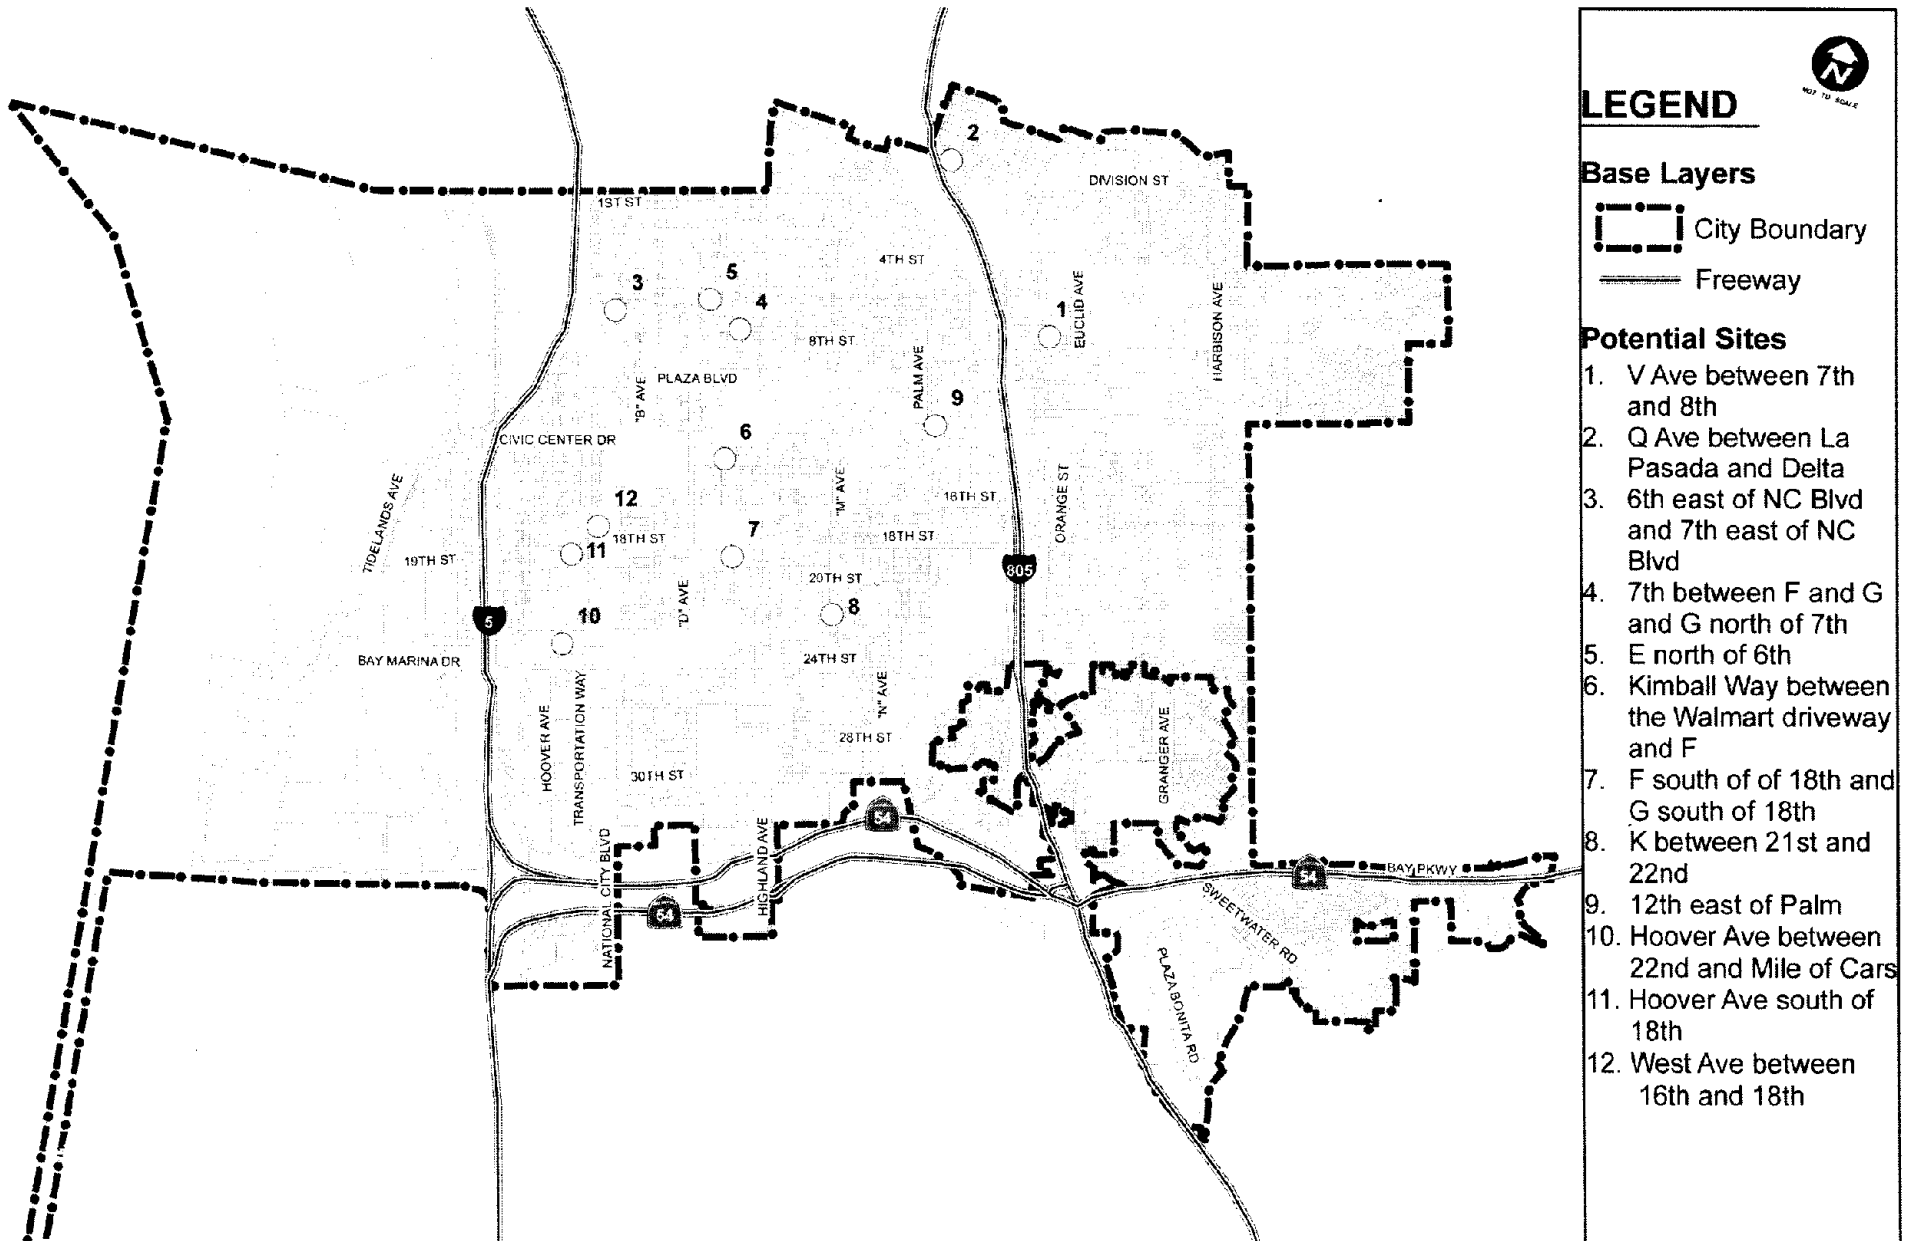 N
NOT TO SCALE
LEGEND
Base Layers
City Boundary
Freeway
Potential Sites
1. V Ave between 7th
and 8th
2. Q Ave between La
Pasada and Delta
3. 6th east of NC Blvd
and 7th east of NC
Blvd
4. 7th between F and G
and G north of 7th
5. E north of 6th
6. Kimball Way between
the Walmart driveway
and F
7. F south of of 18th and
G south of 18th
8. K between 21st and
22nd
9. 12th east of Palm
10. Hoover Ave between
22nd and Mile of Cars
11. Hoover Ave south of
18th
12. West Ave between
16th and 18th
2
DIVISION ST
1ST ST
4TH ST
5
3
4
1
EUCLID AVE
HARBISON AVE
8TH ST
PALM AVE
PLAZA BLVD
"B" AVE
9
6
CIVIC CENTER DR
TIDELANDS AVE
12
"M" AVE
16TH ST
ORANGE ST
7
18TH ST
18TH ST
11
19TH ST
805
20TH ST
"D" AVE
8
10
5
BAY MARINA DR
24TH ST
"N" AVE
HOOVER AVE
TRANSPORTATION WAY
28TH ST
GRANGER AVE
30TH ST
NATIONAL CITY BLVD
HIGHLAND AVE
54
54
54
BAY PKWY
SWEETWATER RD
PLAZA BONITA RD